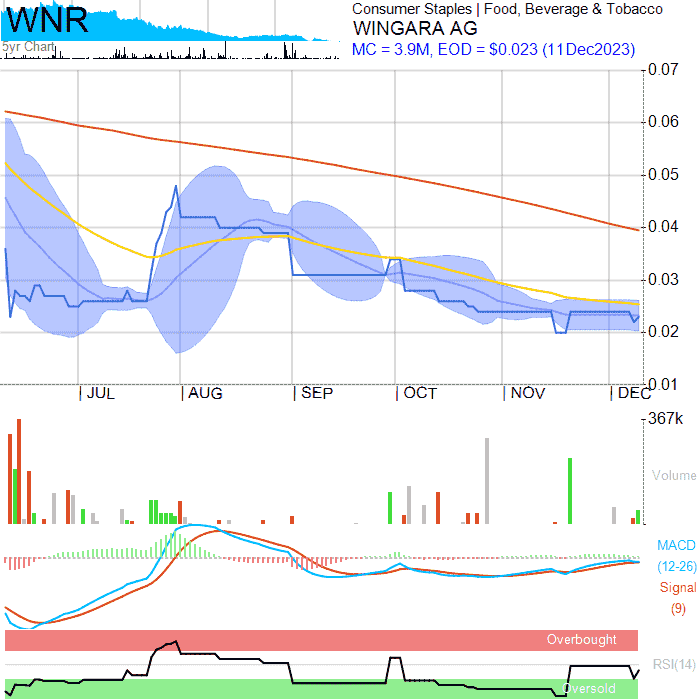 WNR
Consumer Staples | Food, Beverage & Tobacco
WINGARA AG
MC = 3.9M, EOD = $0.023 (11Dec2023)
5yr Chart
0.07
0.06
0.05
0.04
0.03
0.02
0.01
JUL
AUG
SEP
OCT
NOV
DEC
367k
Volume
MACD
(12-26)
Signal
(9)
Overbought
RSI(14)
Oversold